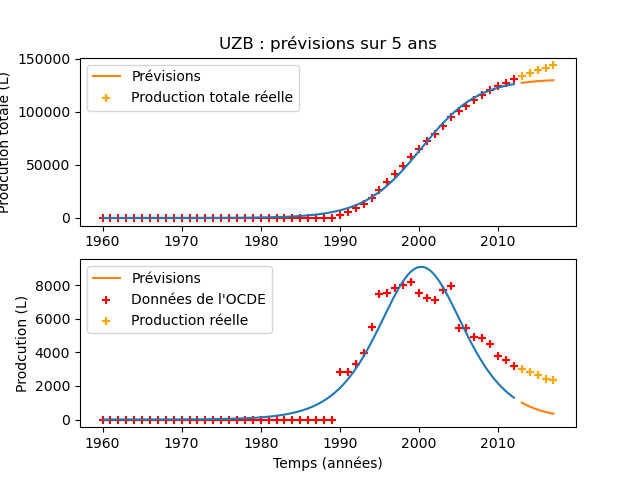 UZB : prévisions sur 5 ans
Prodcution totale (L)
150000
100000
50000
0
Prévisions
Production totale réelle
1960 1970 1980 1990 2000 2010
Prodcution (L)
8000
6000
4000
2000
0
Prévisions
Données de l'OCDE
Production réelle
1960 1970 1980 1990 2000 2010
Temps (années)